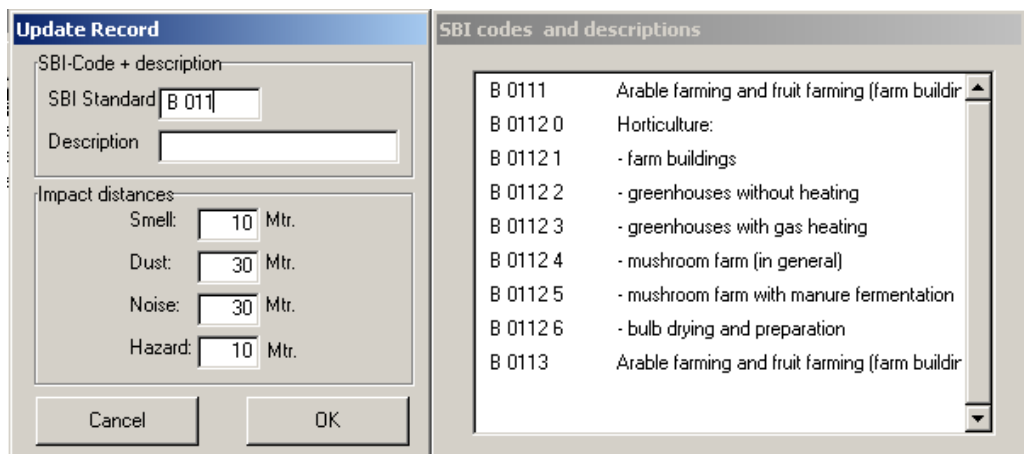 Update Record
SBI-Code + description
SBI Standard B 011
Description
Impact distances
Smell: 10 Mtr.
Dust: 30 Mtr.
Noise: 30 Mtr.
Hazard: 10 Mtr.
Cancel OK
SBI codes and descriptions
B 0111 Arable farming and fruit farming (farm buildin
B 0112 0 Horticulture:
B 0112 1 - farm buildings
B 0112 2 - greenhouses without heating
B 0112 3 - greenhouses with gas heating
B 0112 4 - mushroom farm (in general)
B 0112 5 - mushroom farm with manure fermentation
B 0112 6 - bulb drying and preparation
B 0113 Arable farming and fruit farming (farm buildin